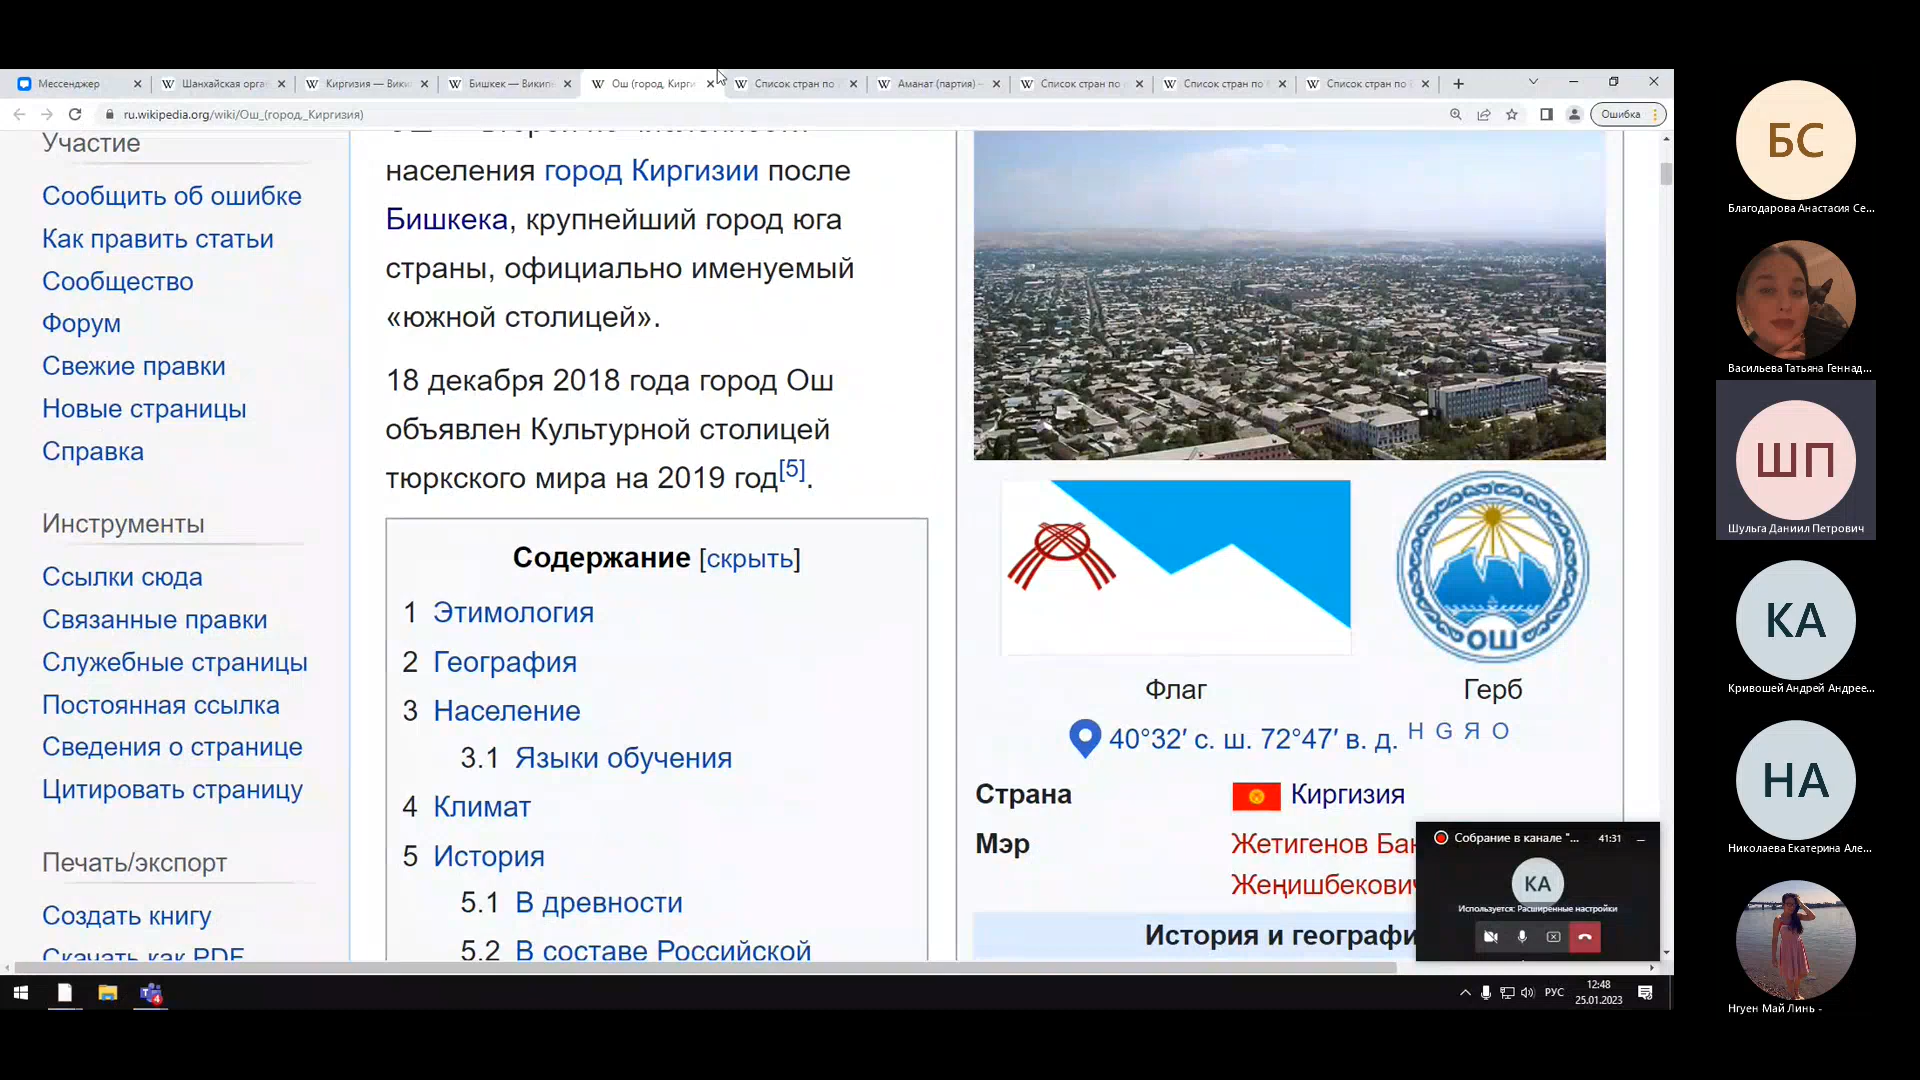 Мессенджер
Шанхайская орга
Киргизия — Вики
Бишкек — Википе
Ош (город, Кирги
Список стран по
Аманат (партия) –
Список стран по
Список стран по
Список стран по
ru.wikipedia.org/wiki/Ош_(город,_Киргизия)
Ошибка
Участие
Сообщить об ошибке
Как править статьи
Сообщество
Форум
Свежие правки
Новые страницы
Справка
Инструменты
Ссылки сюда
Связанные правки
Служебные страницы
Постоянная ссылка
Сведения о странице
Цитировать страницу
Печать/экспорт
Создать книгу
Скачать как PDF
населения город Киргизии после
Бишкека, крупнейший город юга
страны, официально именуемый
«южной столицей».
18 декабря 2018 года город Ош
объявлен Культурной столицей
тюркского мира на 2019 год[5].
Содержание [скрыть]
1 Этимология
2 География
3 Население
3.1 Языки обучения
4 Климат
5 История
5.1 В древности
5.2 В составе Российской
ОШ
Флаг
Герб
40°32′ с. ш. 72°47′ в. д. H G Я O
Страна Киргизия
Мэр Жетигенов Бак
Жеңишбекович
История и географи
Собрание в канале "... 41:31
КА
Используется: Расширенные настройки
РУС
12:48
25.01.2023
БС
Благодарова Анастасия Се...
Васильева Татьяна Геннад...
ШП
Шульга Даниил Петрович
КА
Кривошей Андрей Андрее...
НА
Николаева Екатерина Але...
Нгуен Май Линь -